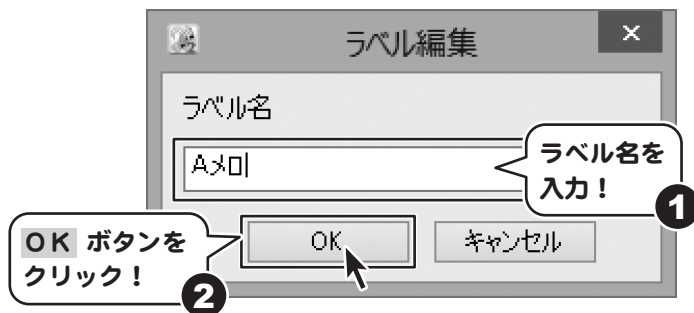 ラベル編集
×
ラベル名
Aメロ
ラベル名を
入力！
1
OK
キャンセル
ＯＫ ボタンを
クリック！
2